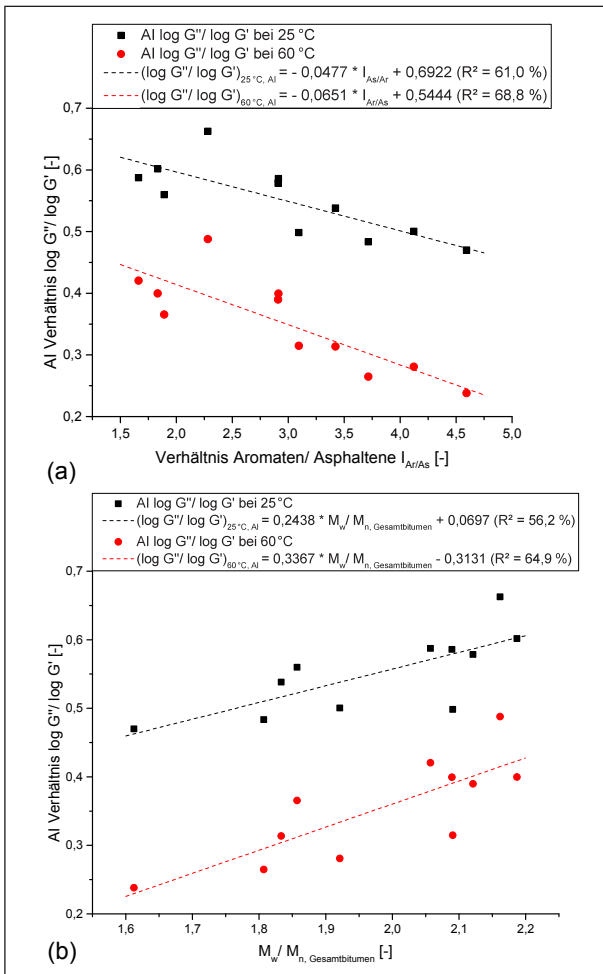 AI log G''/ log G' bei 25 °C
AI log G''/ log G' bei 60 °C
(log G''/ log G')25 °C, AI = - 0,0477 * IAs/Ar + 0,6922 (R² = 61,0 %)
(log G''/ log G')60 °C, AI = - 0,0651 * IAr/As + 0,5444 (R² = 68,8 %)
0,7
0,6
0,5
0,4
0,3
0,2
AI Verhältnis log G''/ log G' [-]
1,5 2,0 2,5 3,0 3,5 4,0 4,5 5,0
Verhältnis Aromaten/ Asphaltene IAr/As [-]
(a)
AI log G''/ log G' bei 25 °C
(log G''/ log G')25 °C, AI = 0,2438 * Mw/ Mn, Gesamtbitumen + 0,0697 (R² = 56,2 %)
AI log G''/ log G' bei 60 °C
(log G''/ log G')60 °C, AI = 0,3367 * Mw/ Mn, Gesamtbitumen - 0,3131 (R² = 64,9 %)
0,7
0,6
0,5
0,4
0,3
0,2
AI Verhältnis log G''/ log G' [-]
1,6 1,7 1,8 1,9 2,0 2,1 2,2
Mw/ Mn, Gesamtbitumen [-]
(b)